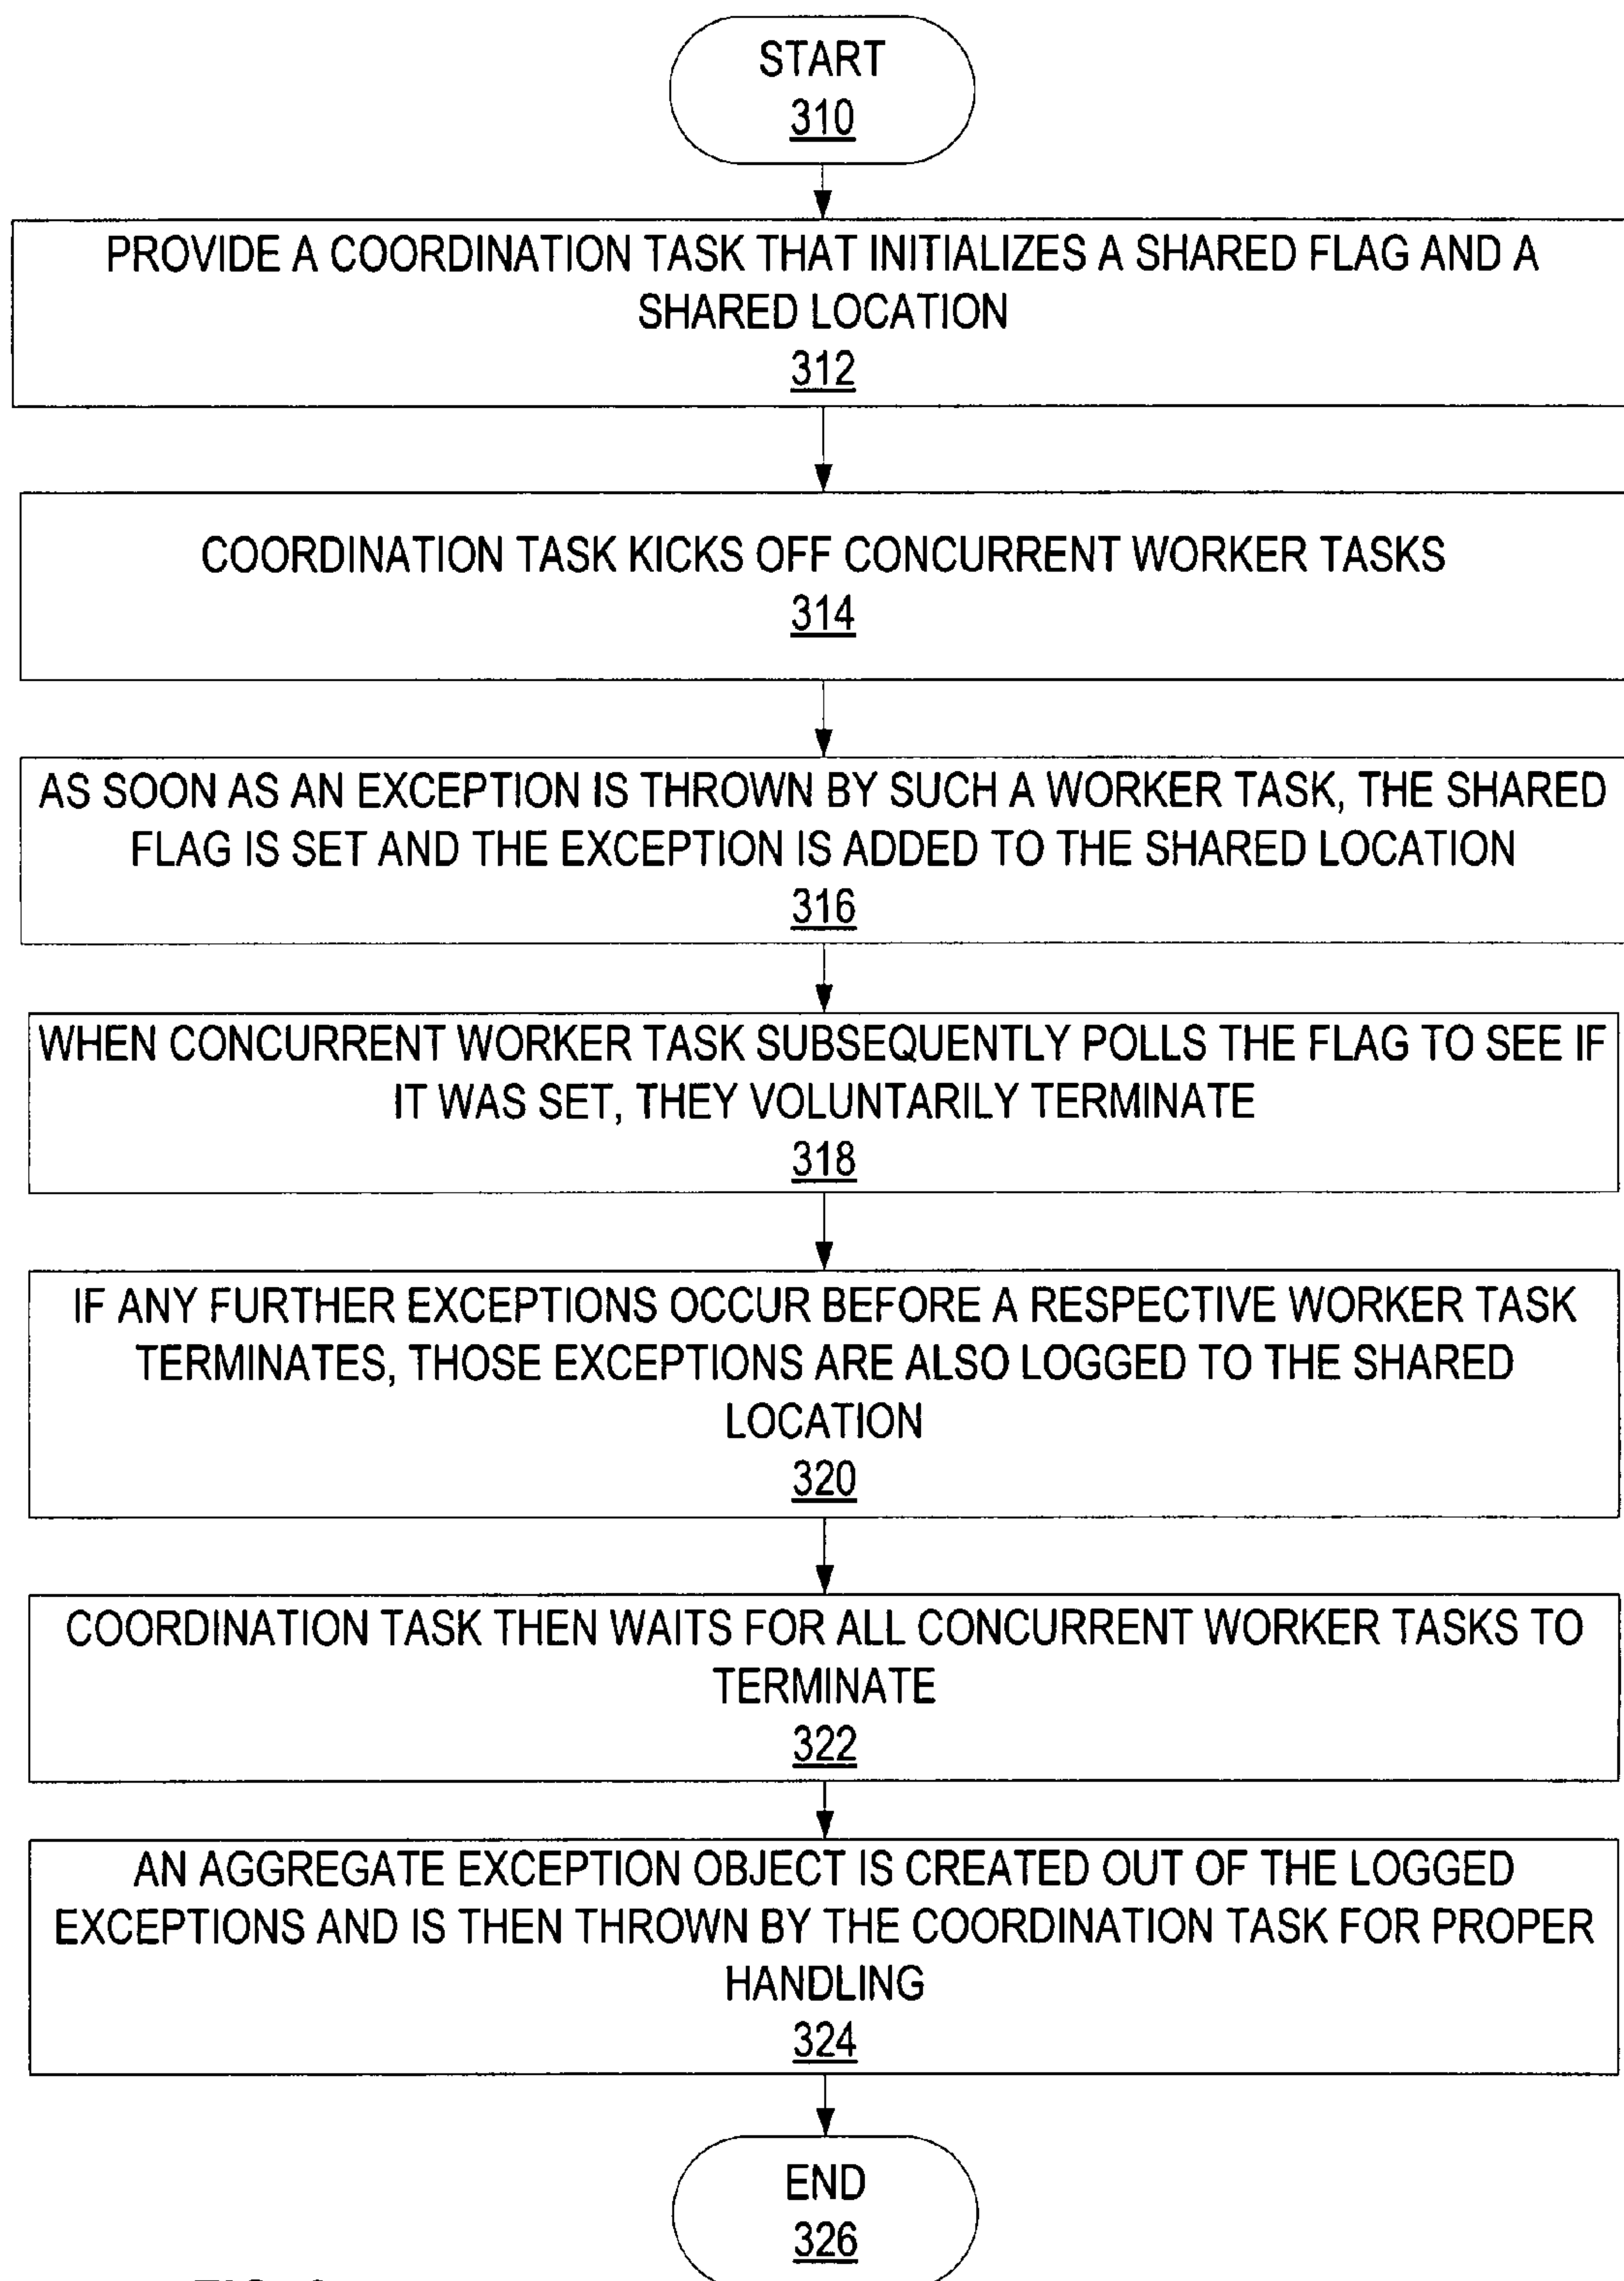 START
310
PROVIDE A COORDINATION TASK THAT INITIALIZES A SHARED FLAG AND A
SHARED LOCATION
312
COORDINATION TASK KICKS OFF CONCURRENT WORKER TASKS
314
AS SOON AS AN EXCEPTION IS THROWN BY SUCH A WORKER TASK, THE SHARED
FLAG IS SET AND THE EXCEPTION IS ADDED TO THE SHARED LOCATION
316
WHEN CONCURRENT WORKER TASK SUBSEQUENTLY POLLS THE FLAG TO SEE IF
IT WAS SET, THEY VOLUNTARILY TERMINATE
318
IF ANY FURTHER EXCEPTIONS OCCUR BEFORE A RESPECTIVE WORKER TASK
TERMINATES, THOSE EXCEPTIONS ARE ALSO LOGGED TO THE SHARED
LOCATION
320
COORDINATION TASK THEN WAITS FOR ALL CONCURRENT WORKER TASKS TO
TERMINATE
322
AN AGGREGATE EXCEPTION OBJECT IS CREATED OUT OF THE LOGGED
EXCEPTIONS AND IS THEN THROWN BY THE COORDINATION TASK FOR PROPER
HANDLING
324
END
326